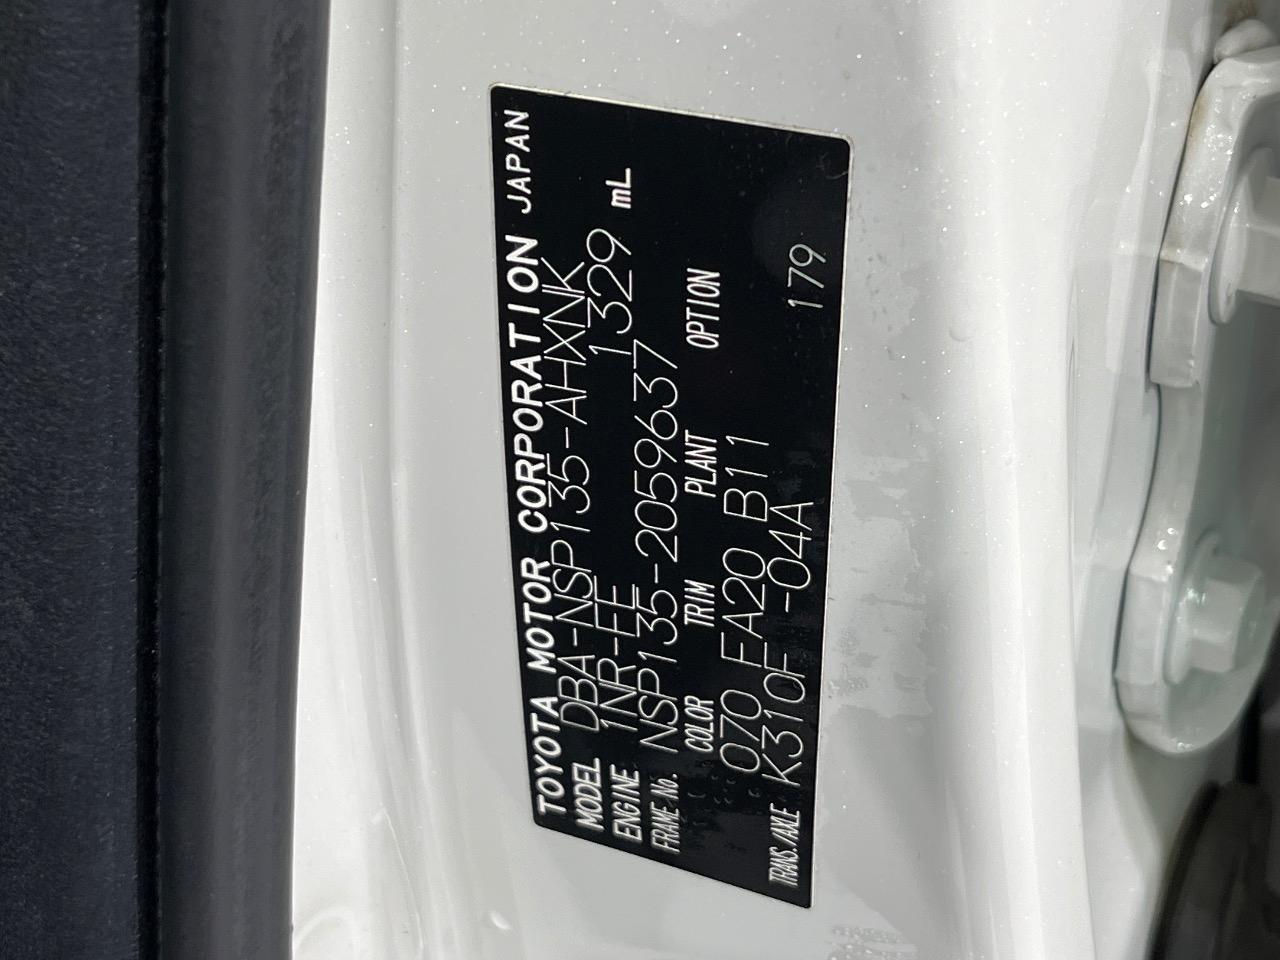 TOYOTA MOTOR CORPORATION JAPAN
MODEL DBA-NSP135-AHXNK
ENGINE 1NR-FE 1329 mL
FRAME No. NSP135-2059637
COLOR TRIM PLANT OPTION
070 FA20 B11
TRANS./AXLE K310F -04A 179